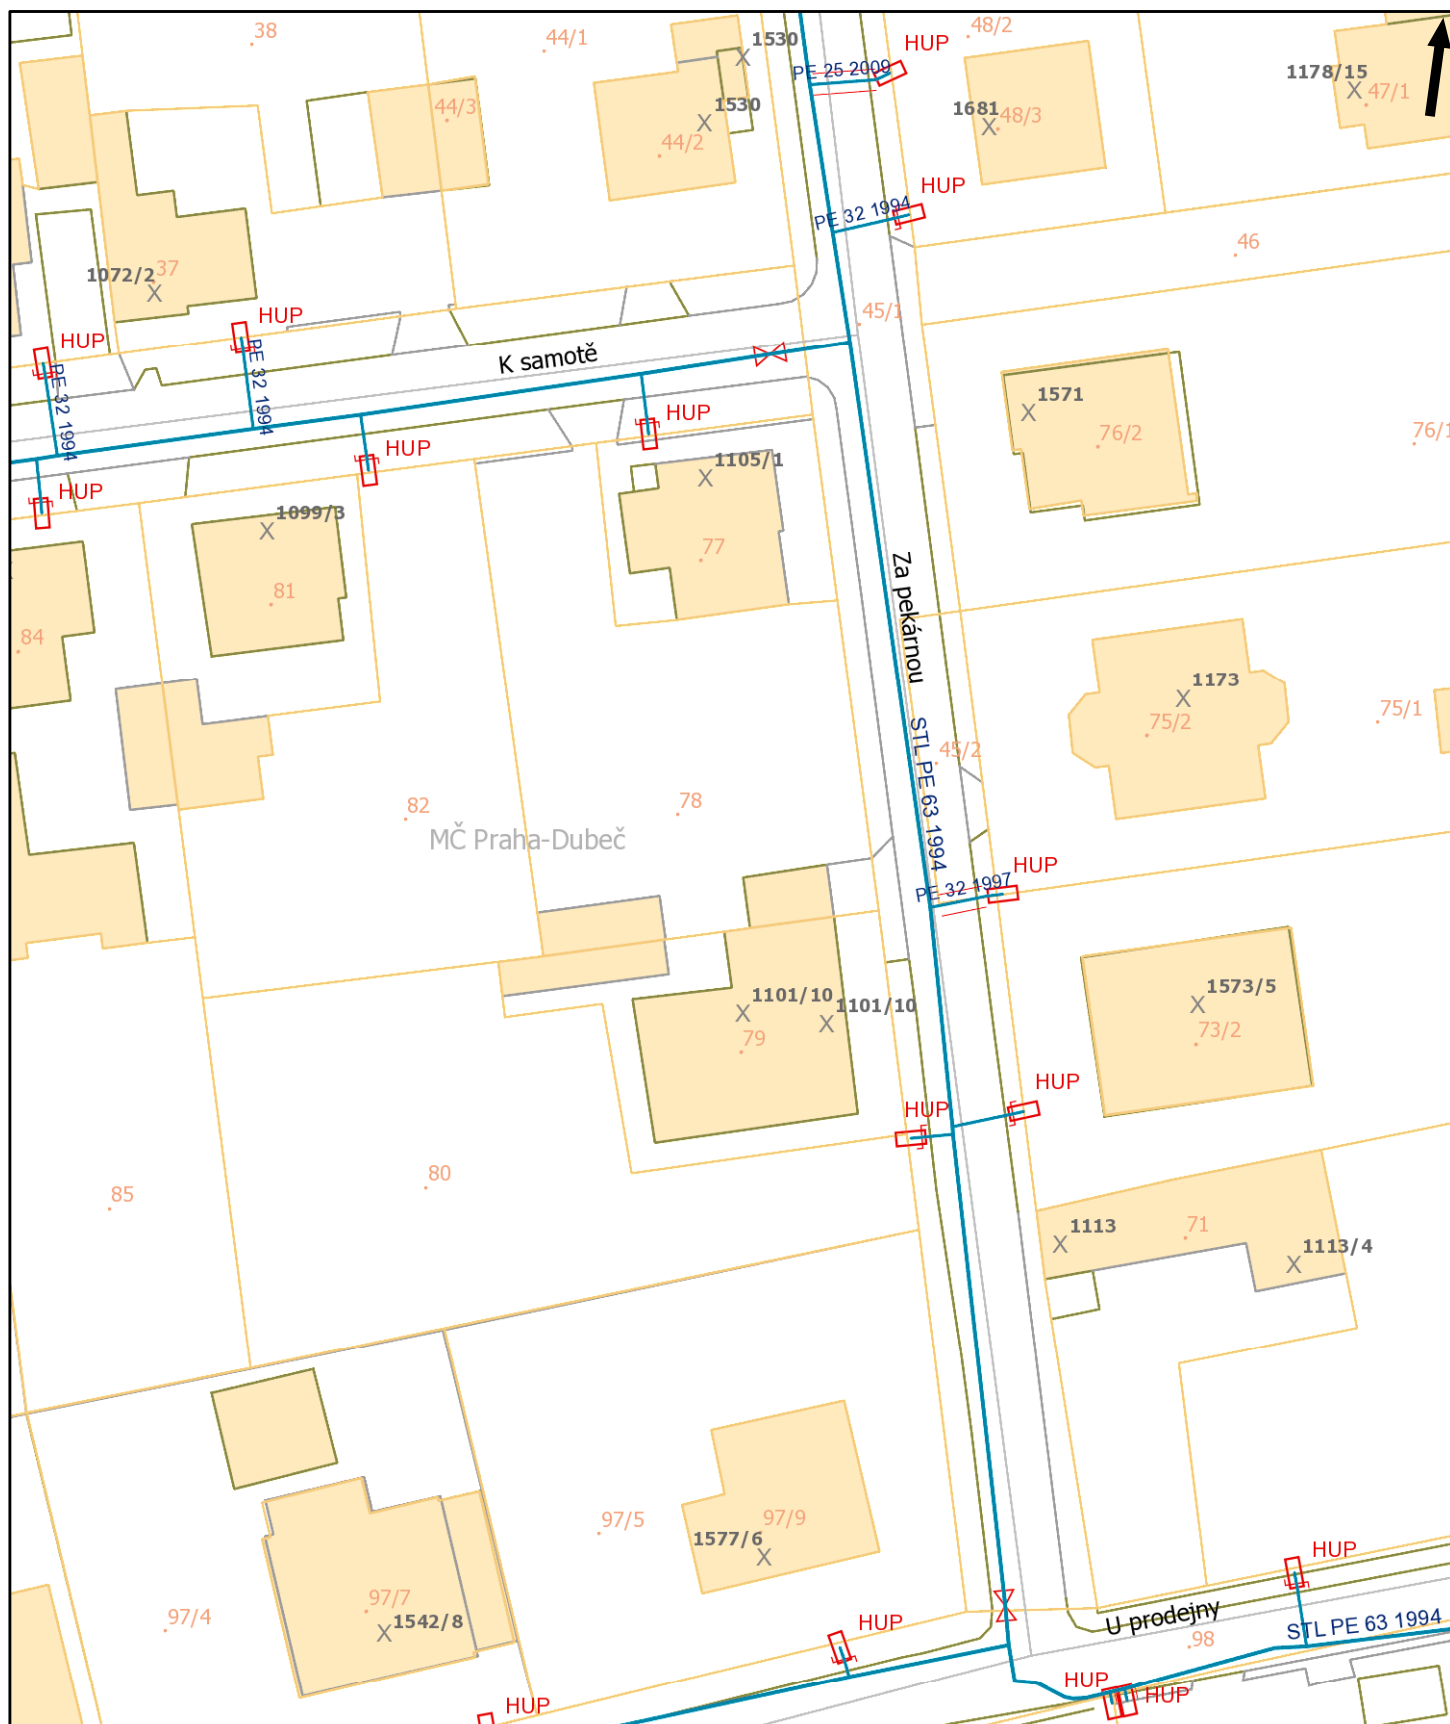 38
44/1
1530
HUP
48/2
PE 25 2009
1178/15
47/1
44/3
1530
1681
48/3
44/2
HUP
PE 32 1994
46
37
1072/2
HUP
HUP
45/1
PE 32 1994
PE 32 1994
K samotě
1571
HUP
76/2
76/1
HUP
1105/1
HUP
1099/3
77
Za pekárnou
81
84
1173
75/2
75/1
STL PE 63 1994
45/2
82
78
MČ Praha-Dubeč
HUP
PE 32 1997
1101/10
1101/10
1573/5
79
73/2
HUP
HUP
85
80
1113
71
1113/4
97/5
97/9
1577/6
HUP
97/4
97/7
1542/8
HUP
U prodejny
98
STL PE 63 1994
HUP
HUP
HUP